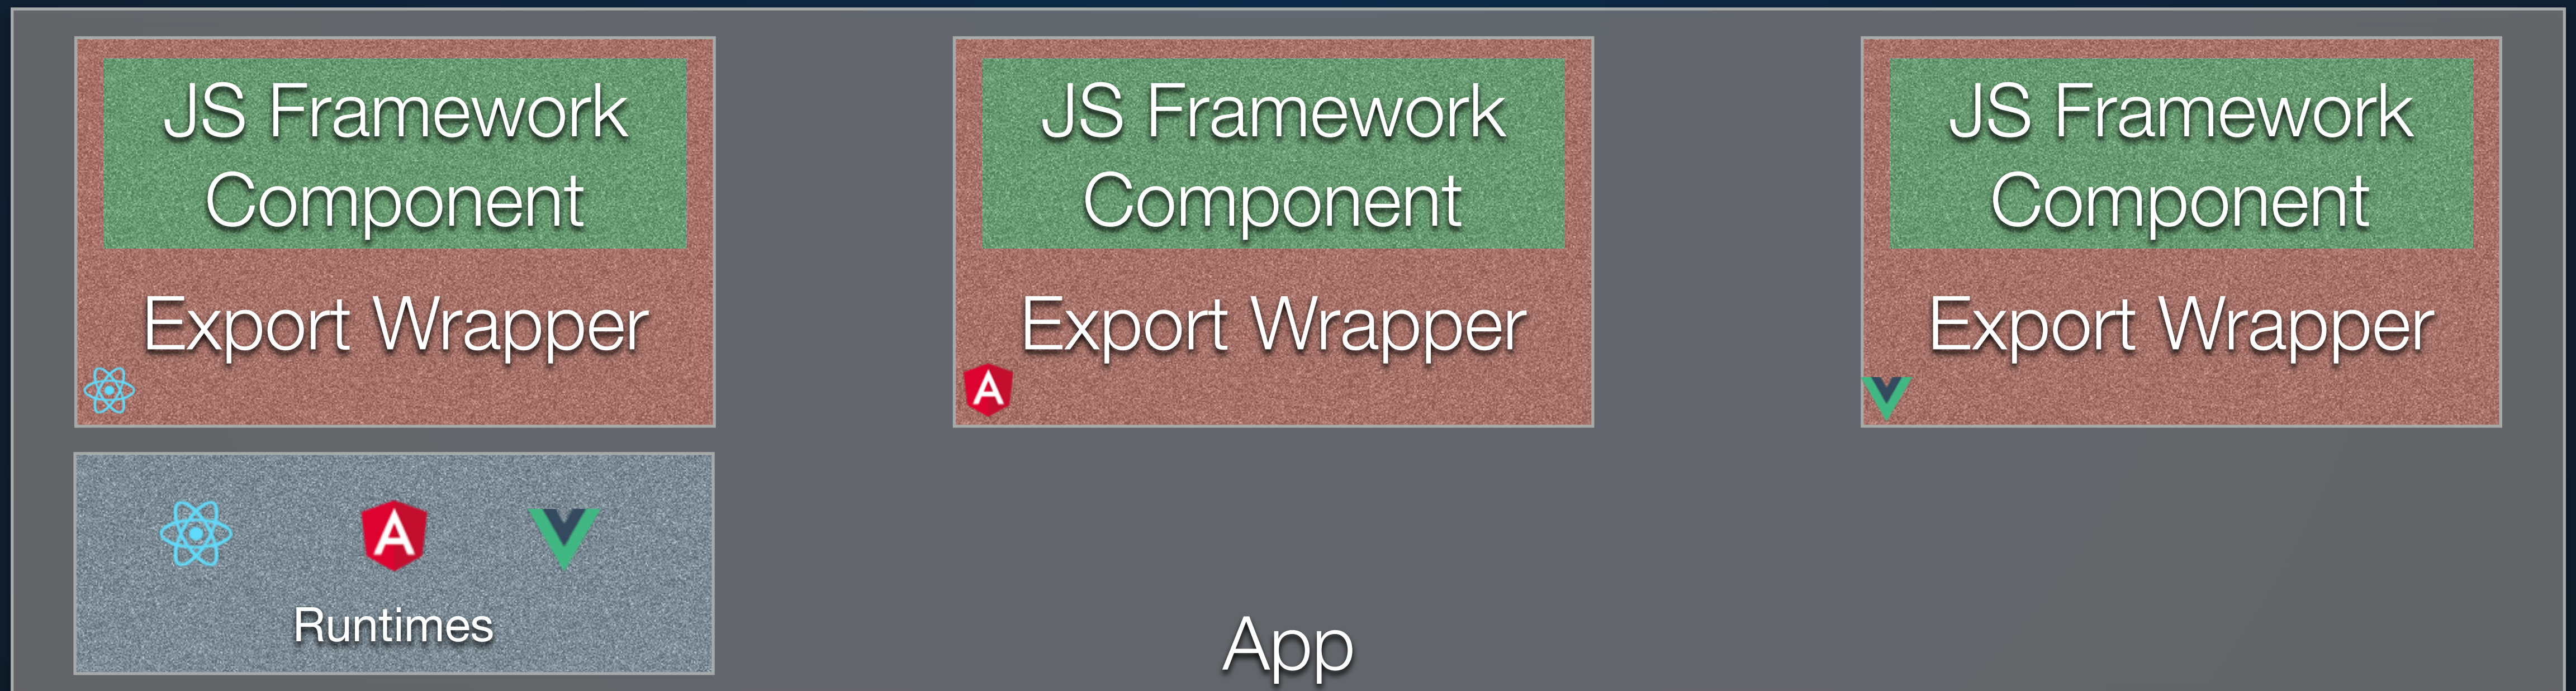 JS Framework
Component
Export Wrapper
JS Framework
Component
Export Wrapper
JS Framework
Component
Export Wrapper
Runtimes
App